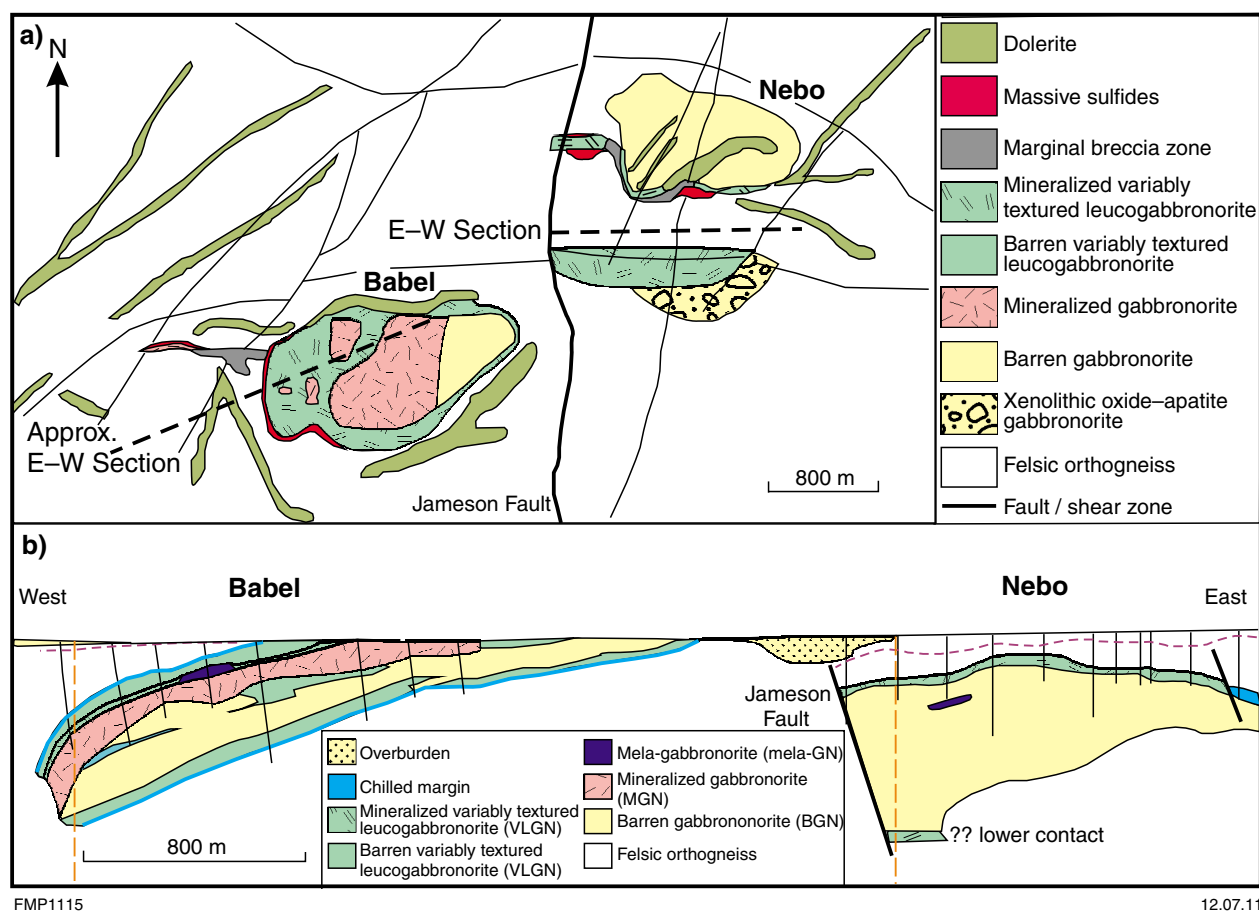 a)
N
Nebo
E–W Section
Babel
Approx.
E–W Section
Jameson Fault
800 m
Dolerite
Massive sulfides
Marginal breccia zone
Mineralized variably
textured leucogabbronorite
Barren variably textured
leucogabbronorite
Mineralized gabbronorite
Barren gabbronorite
Xenolithic oxide–apatite
gabbronorite
Felsic orthogneiss
Fault / shear zone
b)
West
Babel
Nebo
East
Jameson
Fault
?? lower contact
800 m
Overburden
Chilled margin
Mineralized variably textured
leucogabbronorite (VLGN)
Barren variably textured
leucogabbronorite (VLGN)
Mela-gabbronorite (mela-GN)
Mineralized gabbronorite
(MGN)
Barren gabbrononorite (BGN)
Felsic orthogneiss
FMP1115
12.07.11